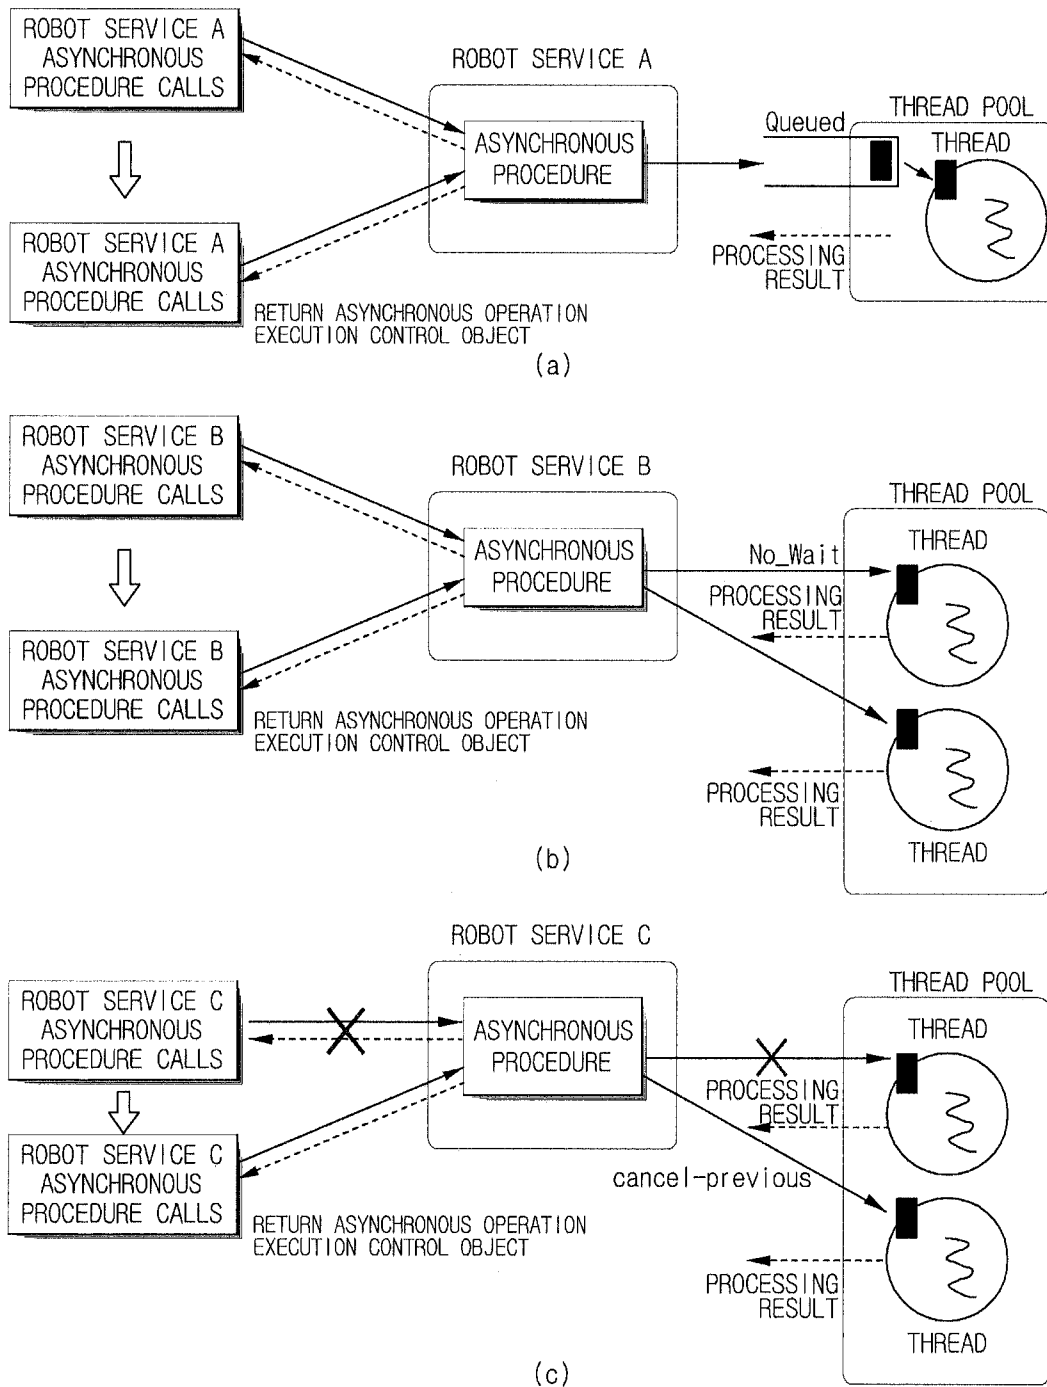 ROBOT SERVICE A
ASYNCHRONOUS
PROCEDURE CALLS
ROBOT SERVICE A
ASYNCHRONOUS
PROCEDURE
Queued
THREAD POOL
THREAD
PROCESSING
RESULT
ROBOT SERVICE A
ASYNCHRONOUS
PROCEDURE CALLS
RETURN ASYNCHRONOUS OPERATION
EXECUTION CONTROL OBJECT
(a)
ROBOT SERVICE B
ASYNCHRONOUS
PROCEDURE CALLS
ROBOT SERVICE B
ASYNCHRONOUS
PROCEDURE
THREAD POOL
THREAD
No_Wait
PROCESSING
RESULT
ROBOT SERVICE B
ASYNCHRONOUS
PROCEDURE CALLS
RETURN ASYNCHRONOUS OPERATION
EXECUTION CONTROL OBJECT
PROCESSING
RESULT
THREAD
(b)
ROBOT SERVICE C
ASYNCHRONOUS
PROCEDURE CALLS
ROBOT SERVICE C
ASYNCHRONOUS
PROCEDURE
THREAD POOL
THREAD
PROCESSING
RESULT
ROBOT SERVICE C
ASYNCHRONOUS
PROCEDURE CALLS
cancel-previous
RETURN ASYNCHRONOUS OPERATION
EXECUTION CONTROL OBJECT
PROCESSING
RESULT
THREAD
(c)